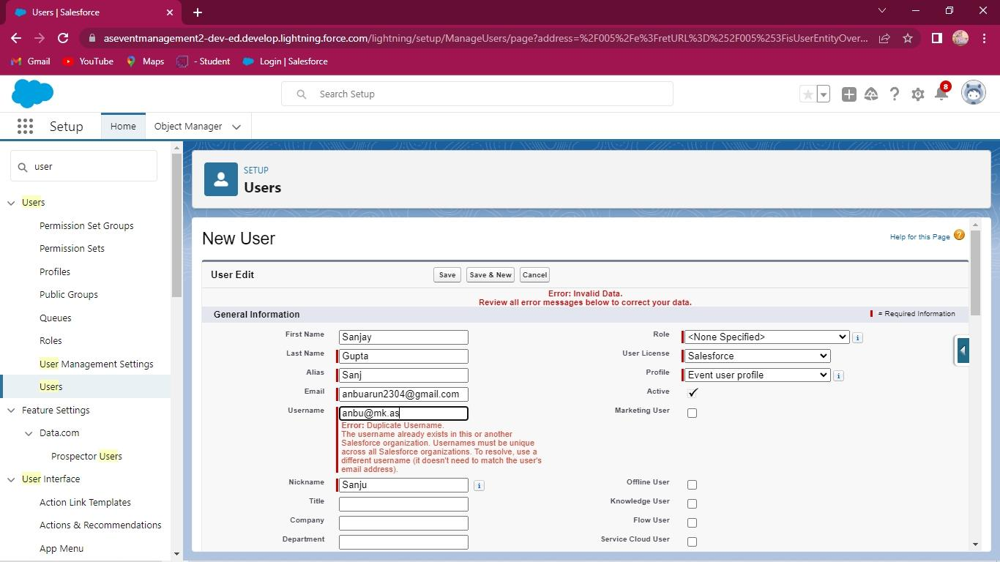 Users | Salesforce
aseventmanagement2-dev-ed.develop.lightning.force.com/lightning/setup/ManageUsers/page?address=%2F005%2Fe%3FretURL%3D%252F005%253FisUserEntityOver...
Gmail YouTube Maps - Student Login | Salesforce
Search Setup
8
Setup Home Object Manager
user
SETUP
Users
Users
Permission Set Groups
Permission Sets
Profiles
Public Groups
Queues
Roles
User Management Settings
Users
Feature Settings
Data.com
Prospector Users
User Interface
Action Link Templates
Actions & Recommendations
App Menu
New User
Help for this Page ?
User Edit Save Save & New Cancel
Error: Invalid Data.
Review all error messages below to correct your data.
General Information = Required Information
First Name Sanjay
Last Name Gupta
Alias Sanj
Email anbuarun2304@gmail.com
Username anbu@mk.as
Error: Duplicate Username.
The username already exists in this or another
Salesforce organization. Usernames must be unique
across all Salesforce organizations. To resolve, use a
different username (it doesn't need to match the user's
email address).
Nickname Sanju i
Title
Company
Department
Role <None Specified> i
User License Salesforce
Profile Event user profile i
Active
Marketing User
Offline User
Knowledge User
Flow User
Service Cloud User